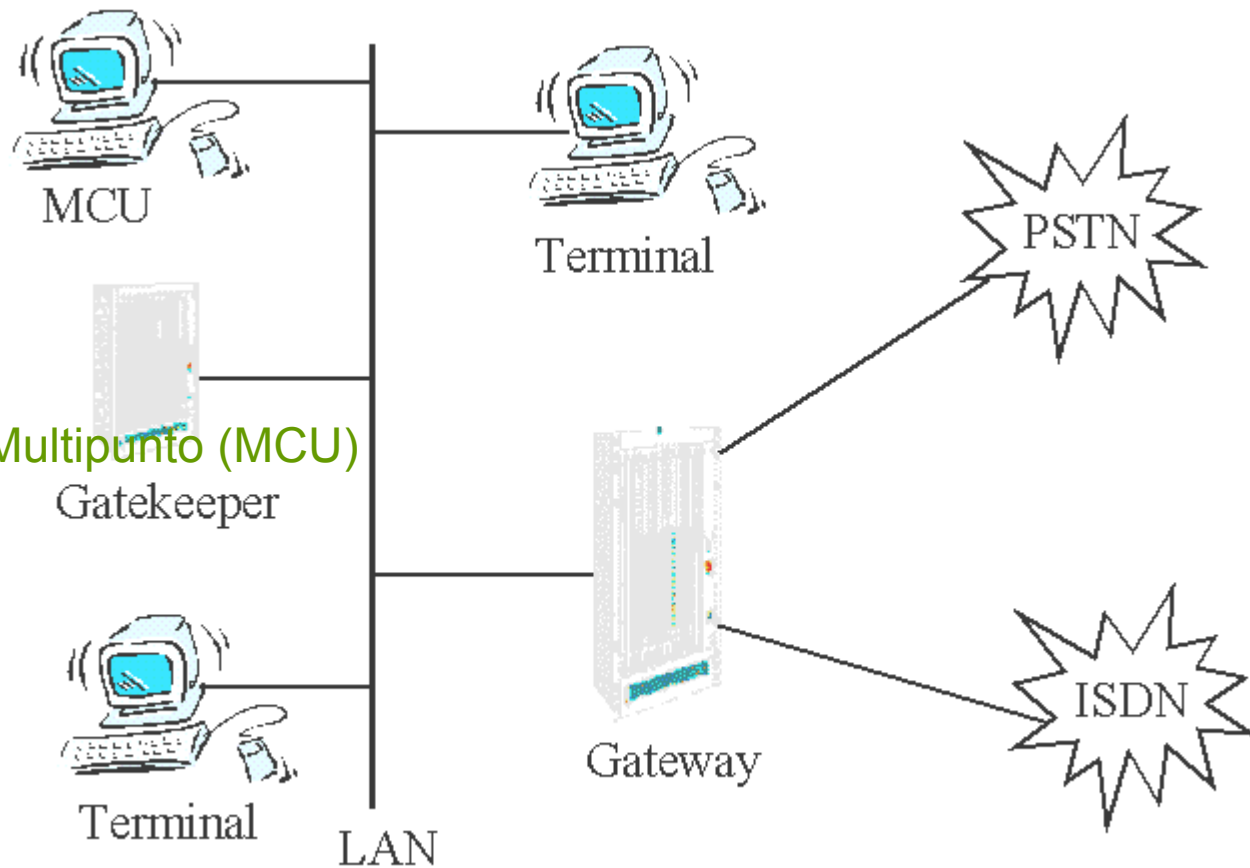 MCU
Terminal
PSTN
Multipunto (MCU)
Gatekeeper
ISDN
Gateway
Terminal
LAN